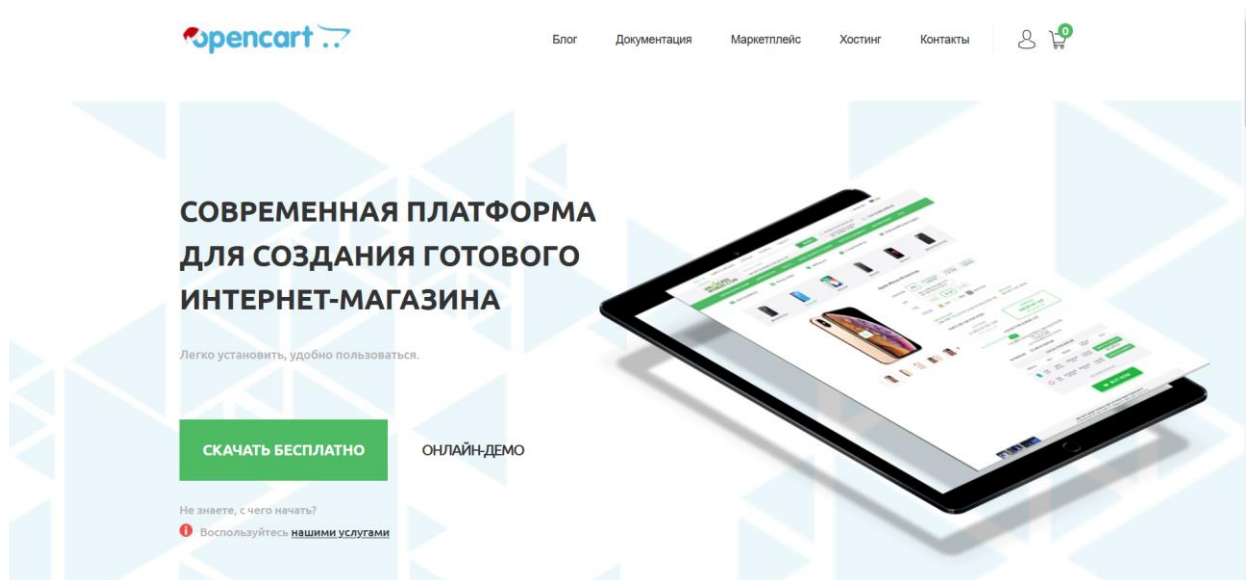 opencart
Блог Документация Маркетплейс Хостинг Контакты 0
СОВРЕМЕННАЯ ПЛАТФОРМА
ДЛЯ СОЗДАНИЯ ГОТОВОГО
ИНТЕРНЕТ-МАГАЗИНА
Легко установить, удобно пользоваться.
СКАЧАТЬ БЕСПЛАТНО ОНЛАЙН-ДЕМО
Не знаете, с чего начать?
Воспользуйтесь нашими услугами